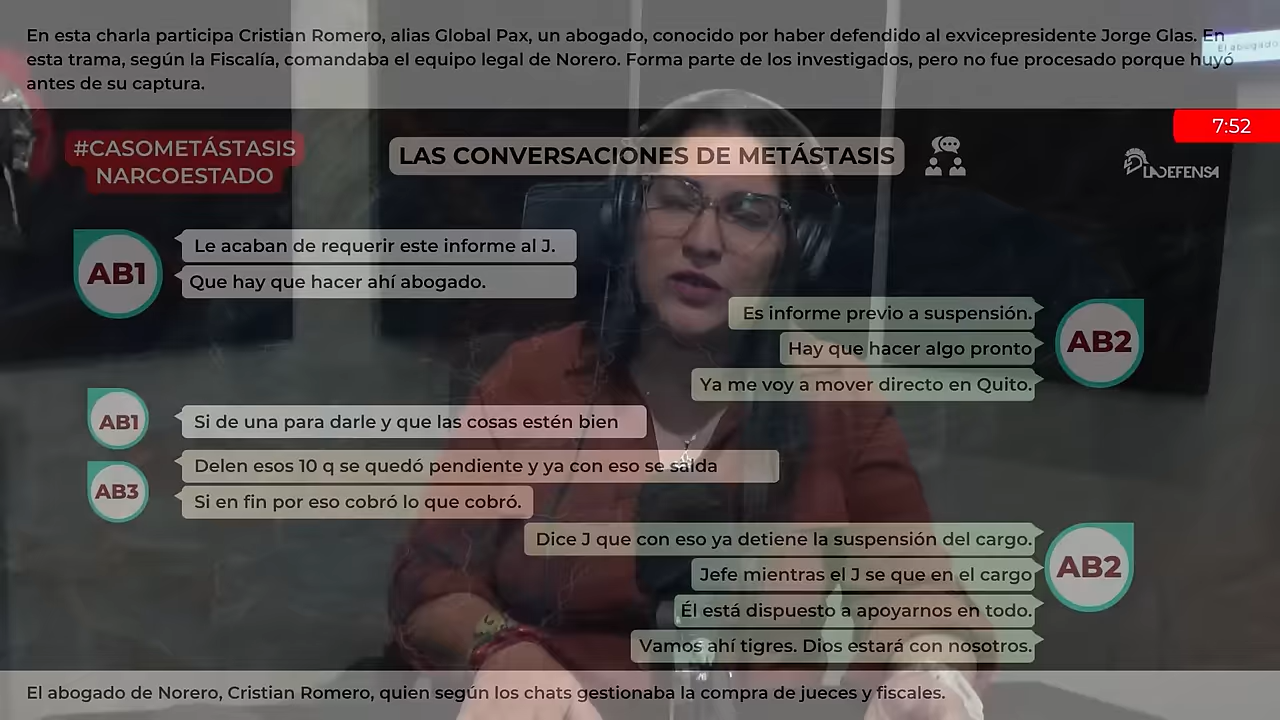 En esta charla participa Cristian Romero, alias Global Pax, un abogado, conocido por haber defendido al exvicepresidente Jorge Glas. En
esta trama, según la Fiscalía, comandaba el equipo legal de Norero. Forma parte de los investigados, pero no fue procesado porque huyó
antes de su captura.
El abogado
7:52
#CASOMETÁSTASIS
NARCOESTADO
LAS CONVERSACIONES DE METÁSTASIS
LADEFENSA
AB1
Le acaban de requerir este informe al J.
Que hay que hacer ahí abogado.
Es informe previo a suspensión.
Hay que hacer algo pronto
Ya me voy a mover directo en Quito.
AB2
AB1
Si de una para darle y que las cosas estén bien
AB3
Delen esos 10 q se quedó pendiente y ya con eso se salda
Si en fin por eso cobró lo que cobró.
Dice J que con eso ya detiene la suspensión del cargo.
Jefe mientras el J se que en el cargo
Él está dispuesto a apoyarnos en todo.
Vamos ahí tigres. Dios estará con nosotros.
AB2
El abogado de Norero, Cristian Romero, quien según los chats gestionaba la compra de jueces y fiscales.